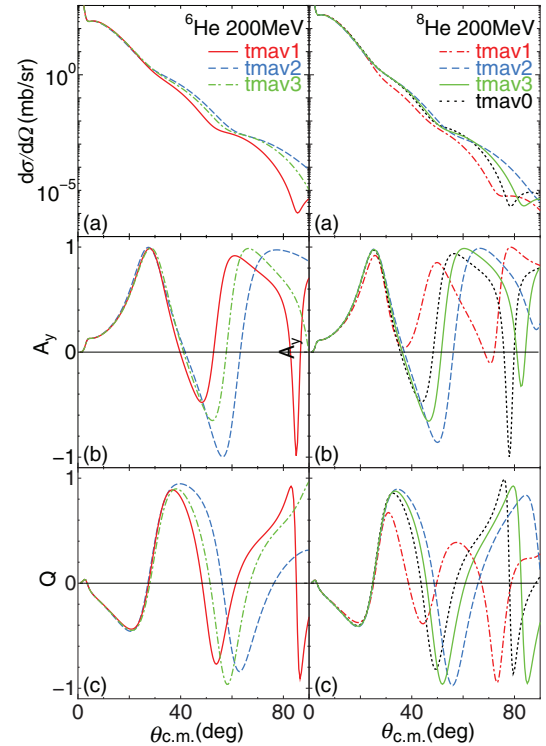 ⁶He 200MeV
tmav1
tmav2
tmav3
dσ/dΩ (mb/sr)
10⁰
10⁻⁵
(a)
⁸He 200MeV
tmav1
tmav2
tmav3
tmav0
(a)
A_y
1
0
−1
(b)
A_y
(b)
Q
1
0
−1
(c)
0 40 80
θc.m.(deg)
(c)
0 40 80
θc.m.(deg)